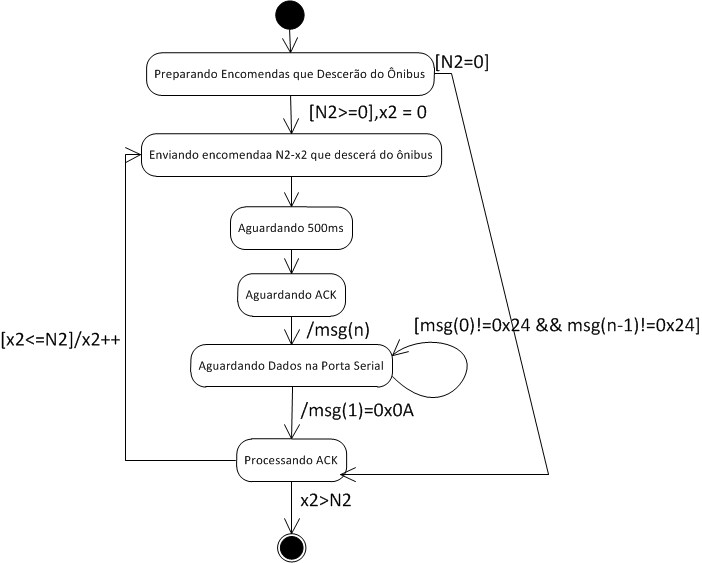 [N2=0]
Preparando Encomendas que Descerão do Ônibus
[N2>=0],x2 = 0
Enviando encomendaa N2-x2 que descerá do ônibus
Aguardando 500ms
Aguardando ACK
/msg(n)
[msg(0)!=0x24 && msg(n-1)!=0x24]
[x2<=N2]/x2++
Aguardando Dados na Porta Serial
/msg(1)=0x0A
Processando ACK
x2>N2